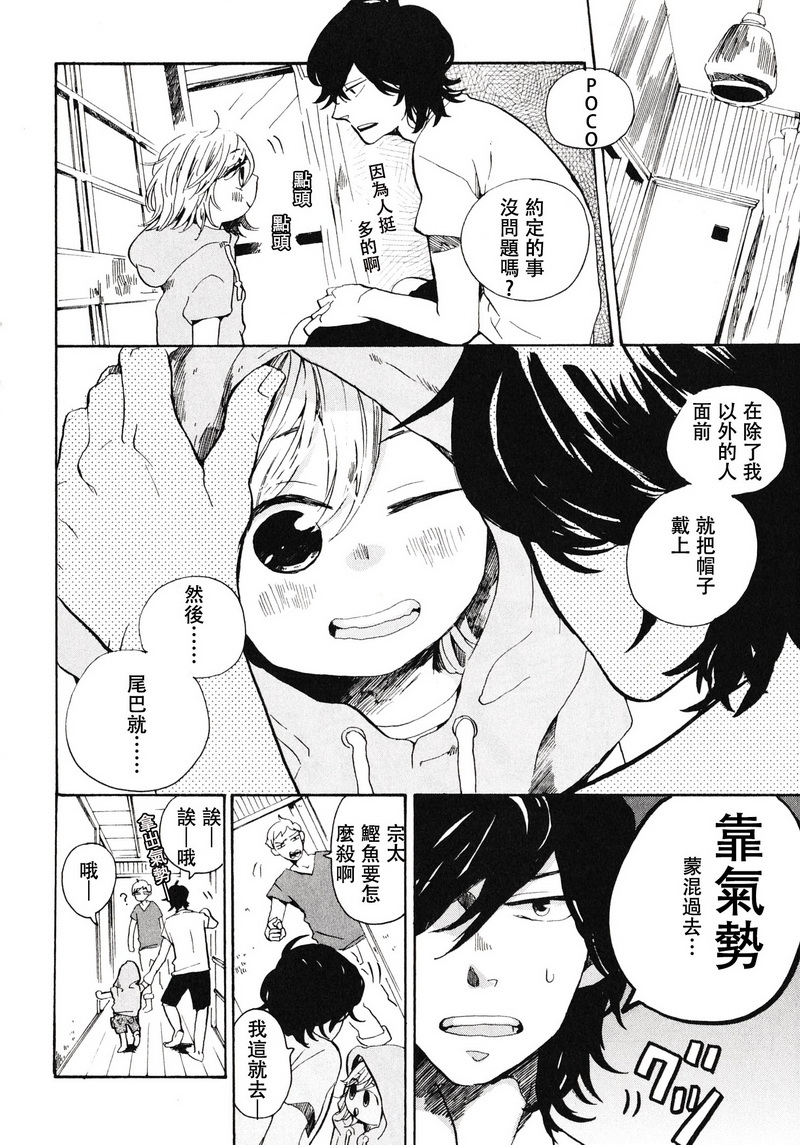 POCO
約定的事
沒問題嗎?
因為人挺
多的啊
點頭
點頭
在除了我
以外的人
面前
就把帽子
戴上
然後……
尾巴就……
靠氣勢
蒙混過去…
グッ
宗太
鰹魚要怎
麼殺啊
我這就去—
誒—
誒—哦
拿出氣勢—
哦—
?